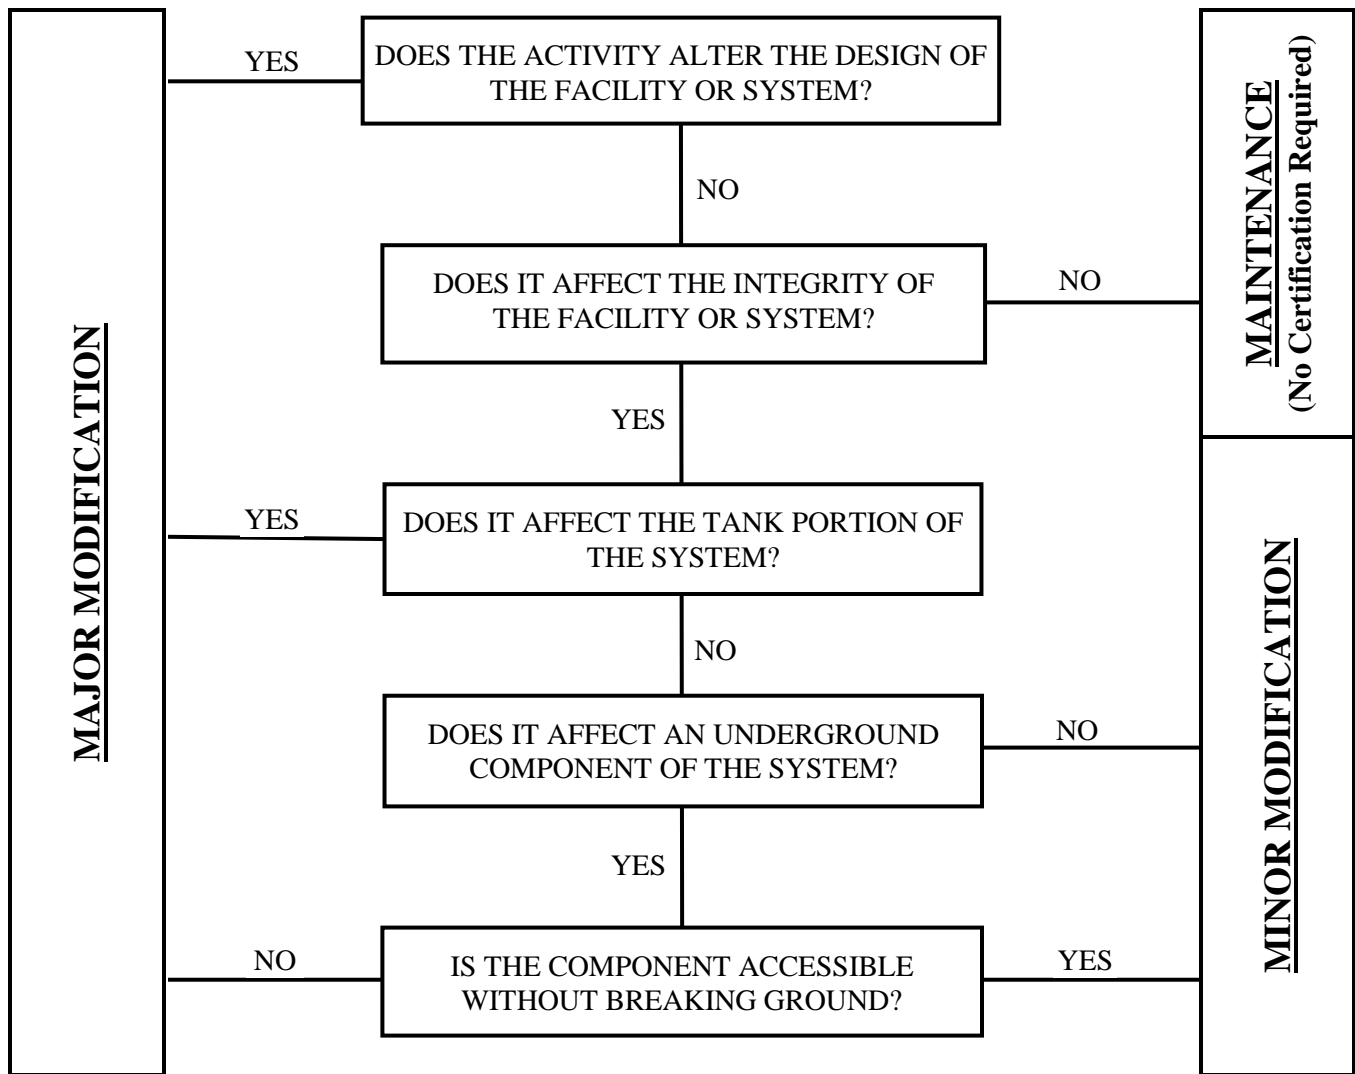 YES
DOES THE ACTIVITY ALTER THE DESIGN OF
THE FACILITY OR SYSTEM?
NO
DOES IT AFFECT THE INTEGRITY OF
THE FACILITY OR SYSTEM?
NO
YES
YES
DOES IT AFFECT THE TANK PORTION OF
THE SYSTEM?
NO
DOES IT AFFECT AN UNDERGROUND
COMPONENT OF THE SYSTEM?
NO
YES
NO
IS THE COMPONENT ACCESSIBLE
WITHOUT BREAKING GROUND?
YES
MAJOR MODIFICATION
MAINTENANCE
(No Certification Required)
MINOR MODIFICATION